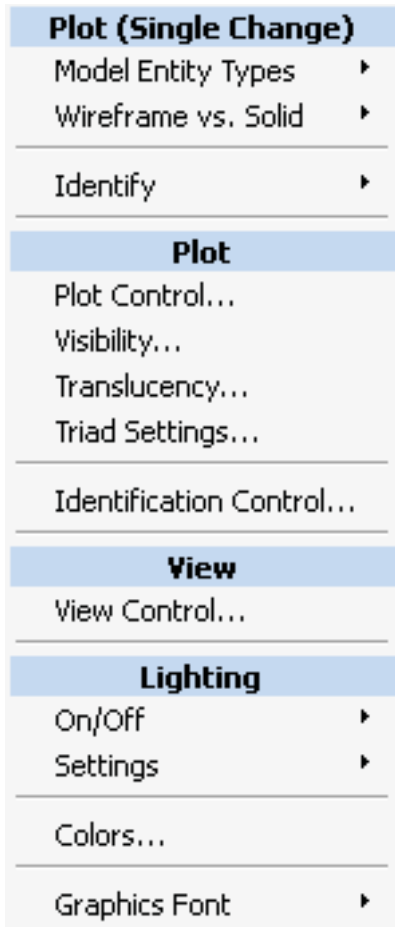 Plot (Single Change)
Model Entity Types
Wireframe vs. Solid
Identify
Plot
Plot Control...
Visibility...
Translucency...
Triad Settings...
Identification Control...
View
View Control...
Lighting
On/Off
Settings
Colors...
Graphics Font